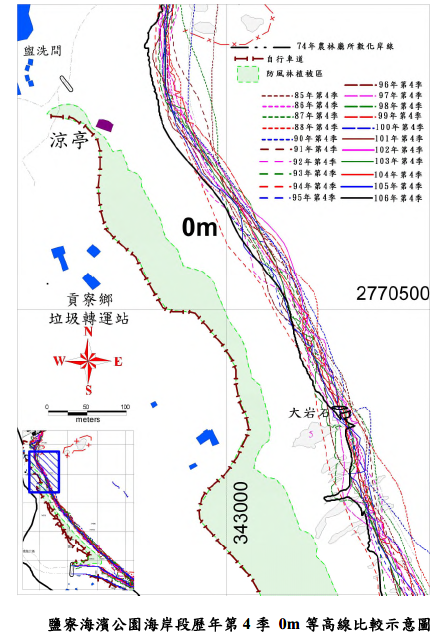 盥洗間
74年農林廳所數化岸線
自行車道
防風林植被區
涼亭
85年第4季
86年第4季
87年第4季
88年第4季
90年第4季
91年第4季
92年第4季
93年第4季
94年第4季
95年第4季
96年第4季
97年第4季
98年第4季
99年第4季
100年第4季
101年第4季
102年第4季
103年第4季
104年第4季
105年第4季
106年第4季
0m
2770500
貢寮鄉
垃圾轉運站
N
W E
S
0 50 100
meters
大岩石
5
343000
鹽寮海濱公園海岸段歷年第4季 0m等高線比較示意圖